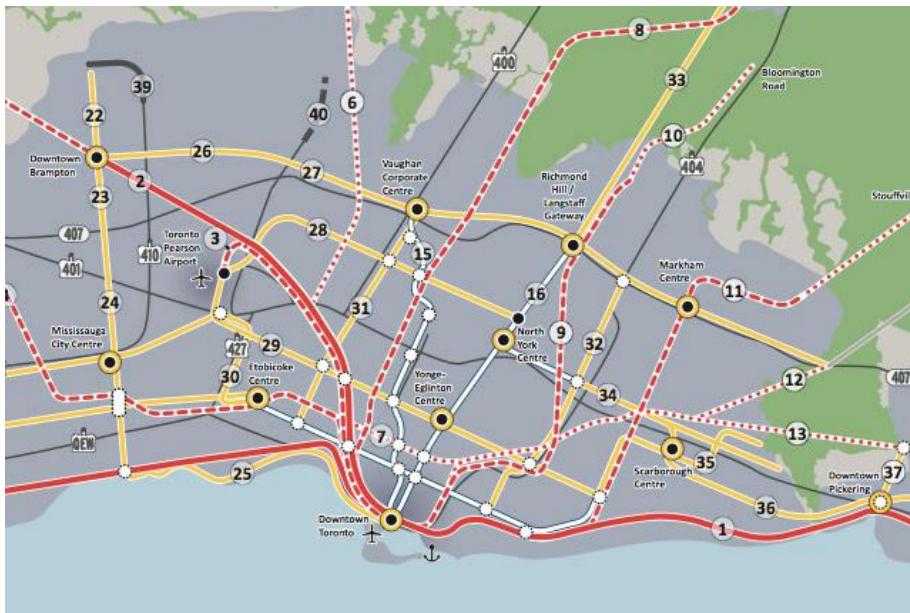 8
400
33
Bloomington
Road
39
22
6
40
10
26
Downtown
Brampton
2
27
Vaughan
Corporate
Centre
404
Richmond
Hill /
Langstaff
Gateway
23
407
410
401
Toronto
Pearson
Airport
3
28
15
Markham
Centre
11
24
31
16
9
32
Mississauga
City Centre
427
29
North
York
Centre
30
Etobicoke
Centre
Yonge-
Eglinton
Centre
34
12
407
QEW
7
13
25
Scarborough
Centre
35
Downtown
Pickering
37
36
Downtown
Toronto
1